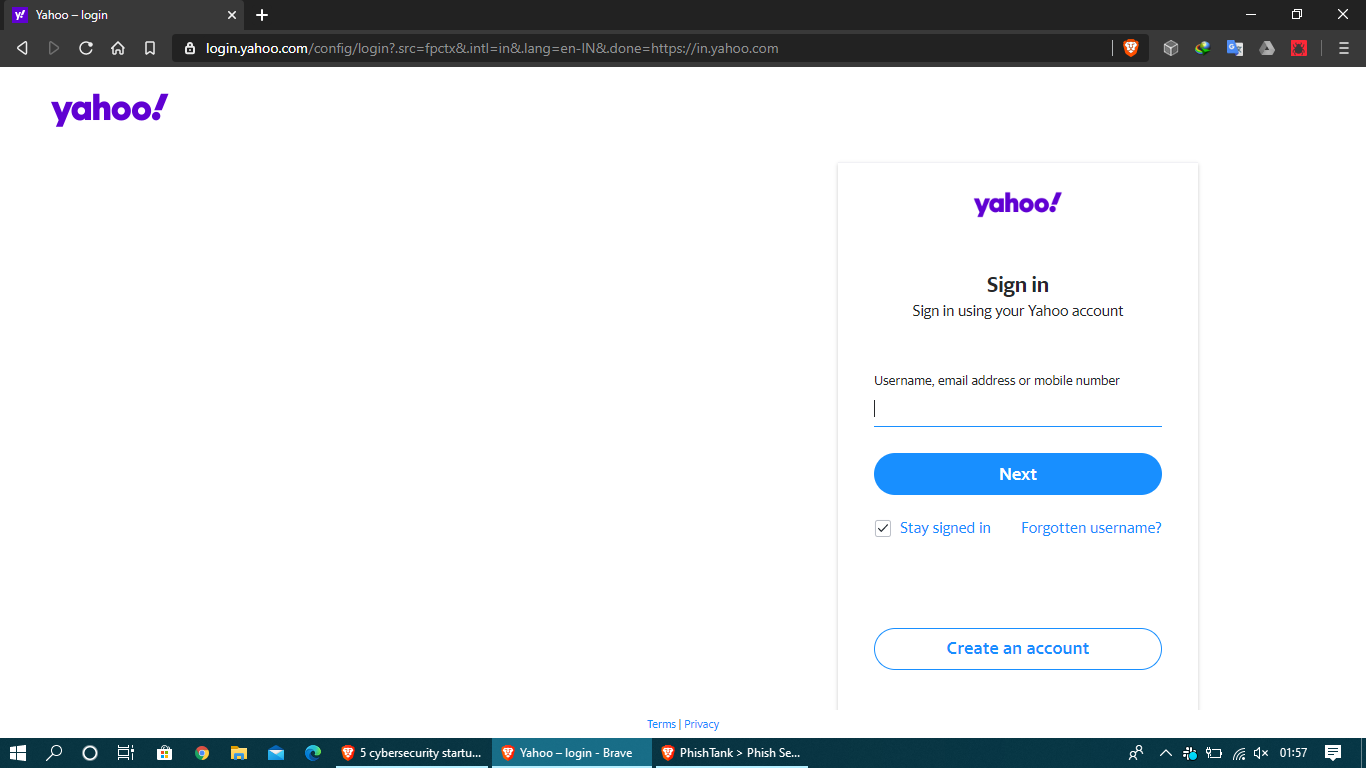 y! Yahoo – login
login.yahoo.com/config/login?.src=fpctx&.intl=in&.lang=en-IN&.done=https://in.yahoo.com
yahoo!
yahoo!
Sign in
Sign in using your Yahoo account
Username, email address or mobile number
Next
Stay signed in Forgotten username?
Create an account
Terms | Privacy
5 cybersecurity startu... Yahoo – login - Brave PhishTank > Phish Se... 01:57